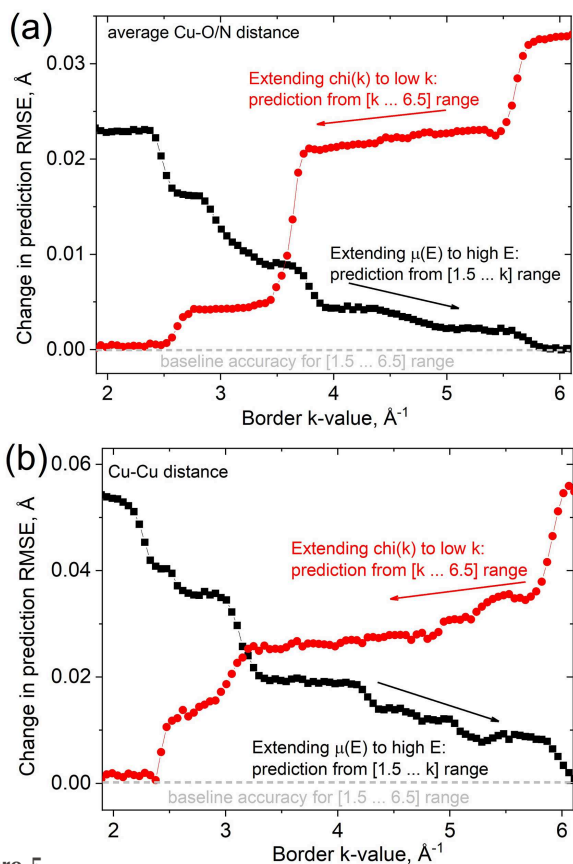 (a)
average Cu-O/N distance
0.03
0.02
0.01
0.00
Change in prediction RMSE, Å
Extending chi(k) to low k:
prediction from [k ... 6.5] range
Extending μ(E) to high E:
prediction from [1.5 ... k] range
baseline accuracy for [1.5 ... 6.5] range
2 3 4 5 6
Border k-value, Å⁻¹
(b)
Cu-Cu distance
0.06
0.04
0.02
0.00
Change in prediction RMSE, Å
Extending chi(k) to low k:
prediction from [k ... 6.5] range
Extending μ(E) to high E:
prediction from [1.5 ... k] range
baseline accuracy for [1.5 ... 6.5] range
2 3 4 5 6
Border k-value, Å⁻¹